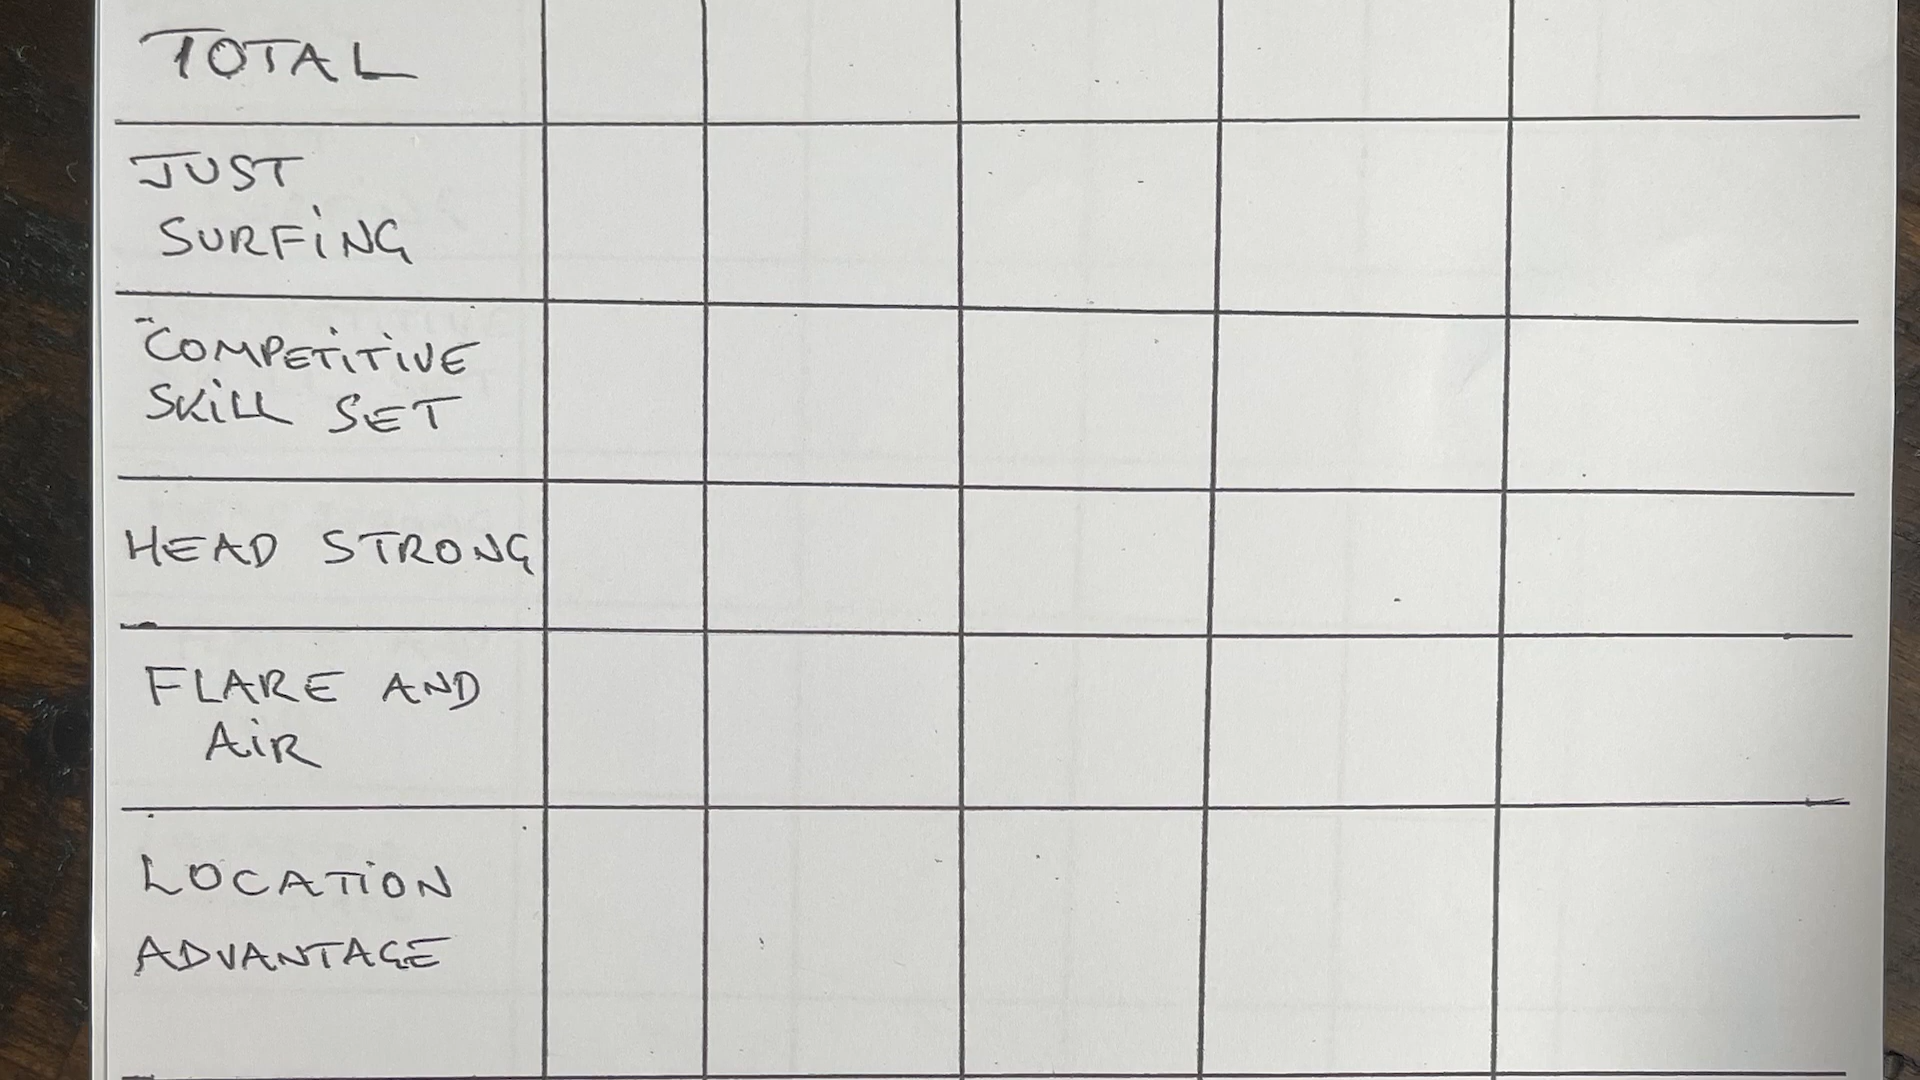 TOTAL
JUST
SURFING
COMPETITIVE
SKILL SET
HEAD STRONG
FLARE AND
AIR
LOCATION
ADVANTAGE